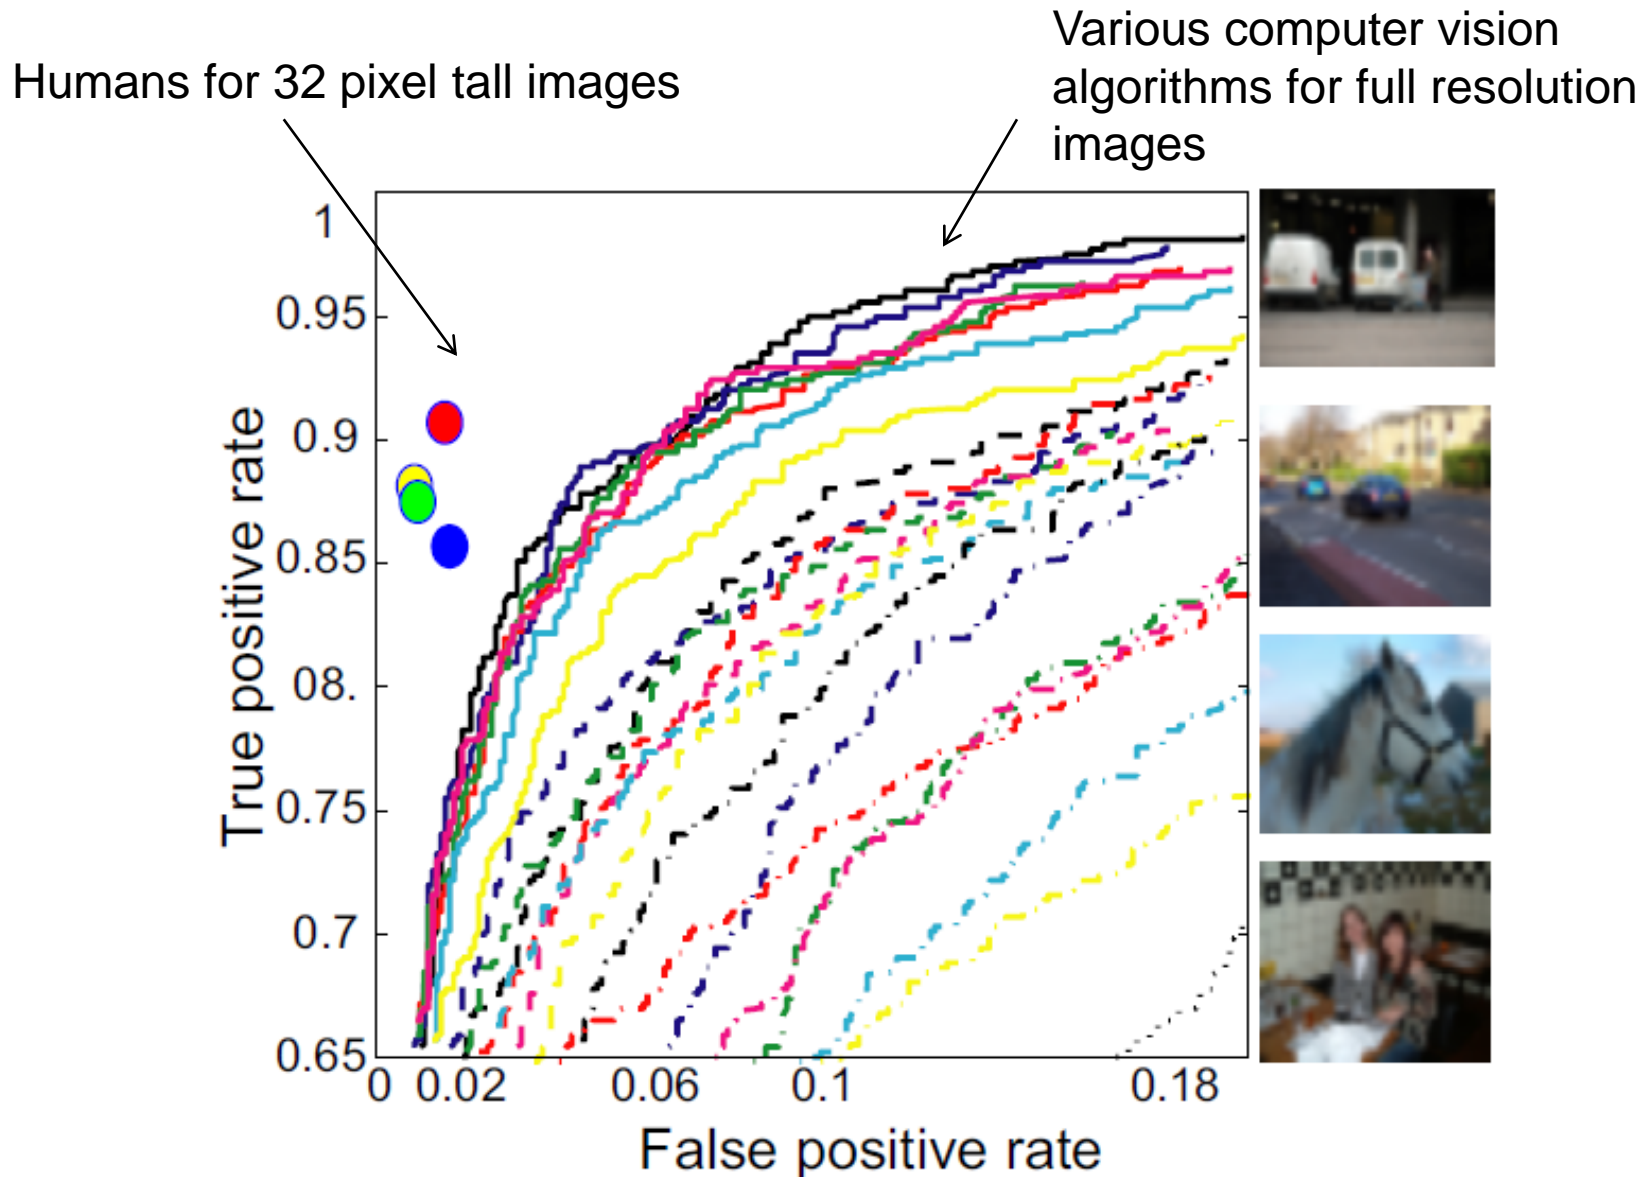 Various computer vision
algorithms for full resolution
images
Humans for 32 pixel tall images
1
0.95
0.9
0.85
08.
0.75
0.7
0.65
True positive rate
0 0.02 0.06 0.1 0.18
False positive rate